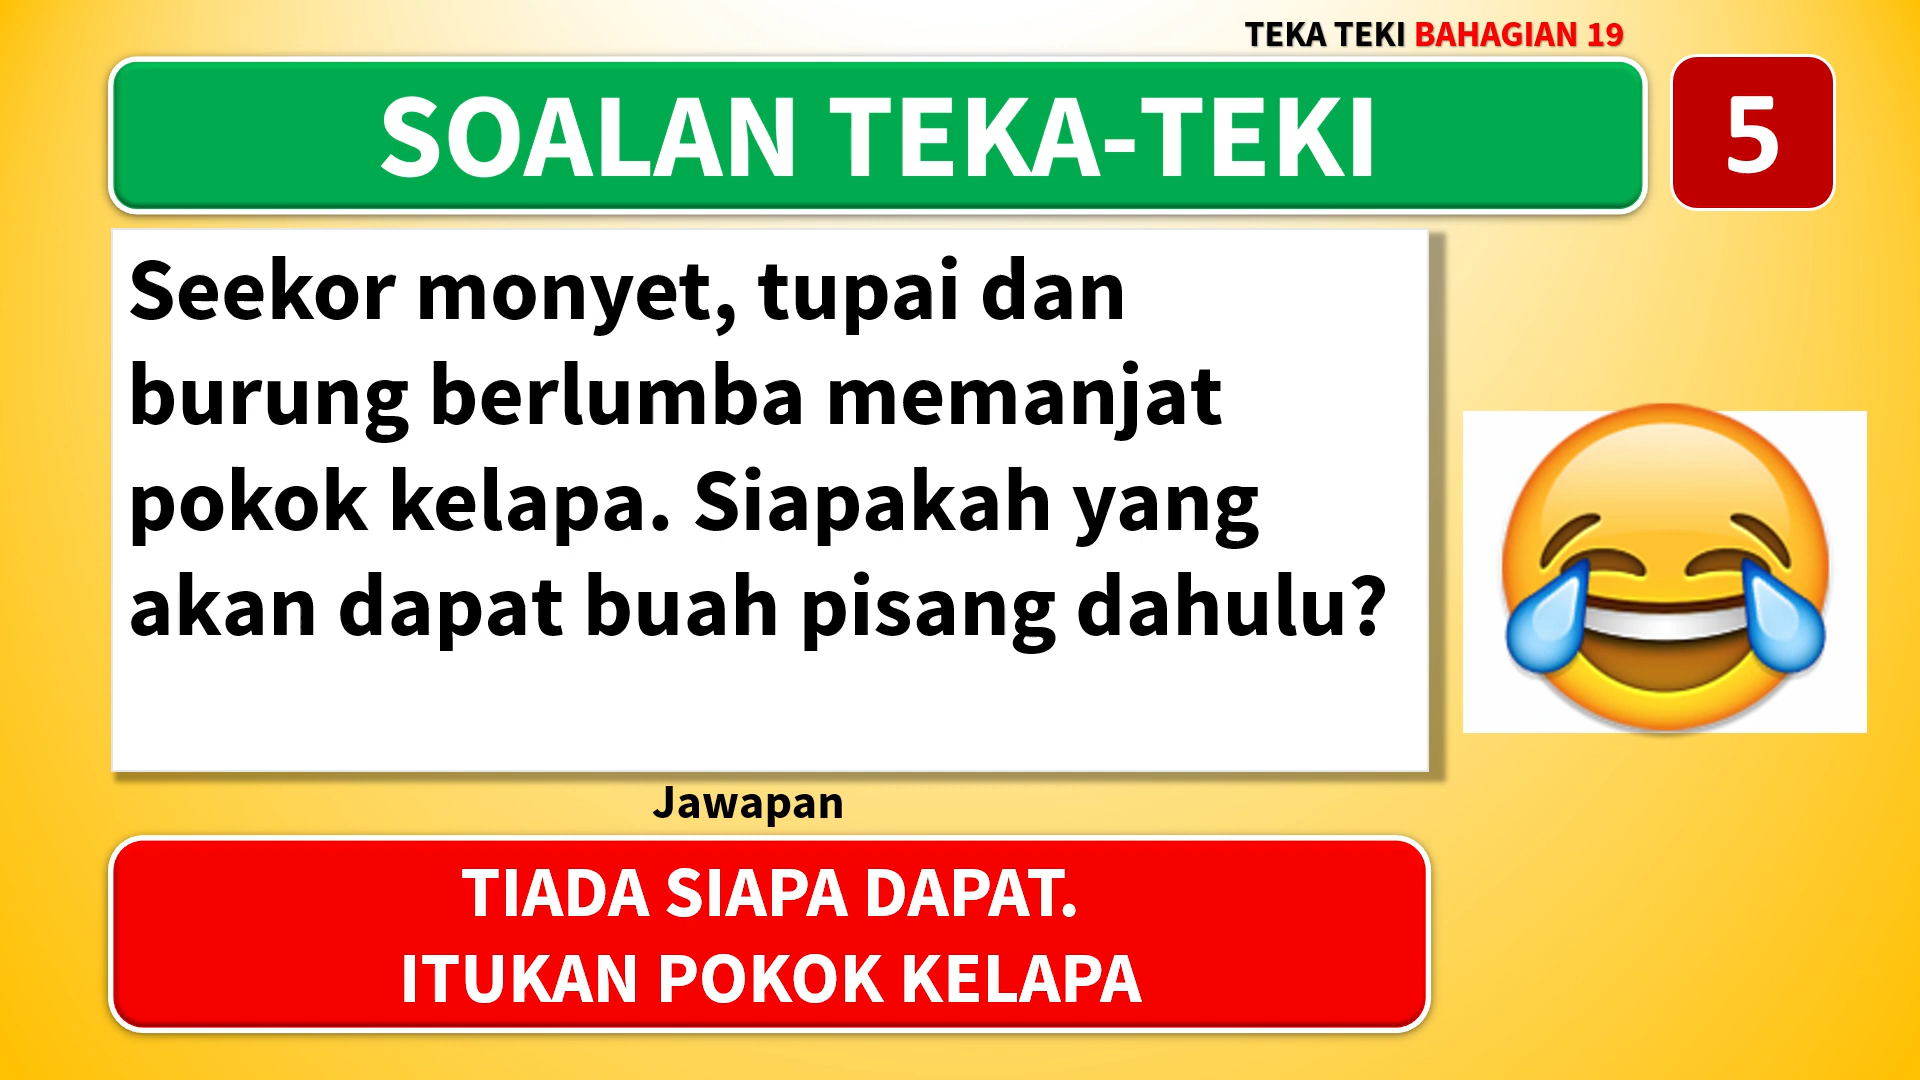 TEKA TEKI BAHAGIAN 19
SOALAN TEKA-TEKI
5
Seekor monyet, tupai dan
burung berlumba memanjat
pokok kelapa. Siapakah yang
akan dapat buah pisang dahulu?
Jawapan
TIADA SIAPA DAPAT.
ITUKAN POKOK KELAPA